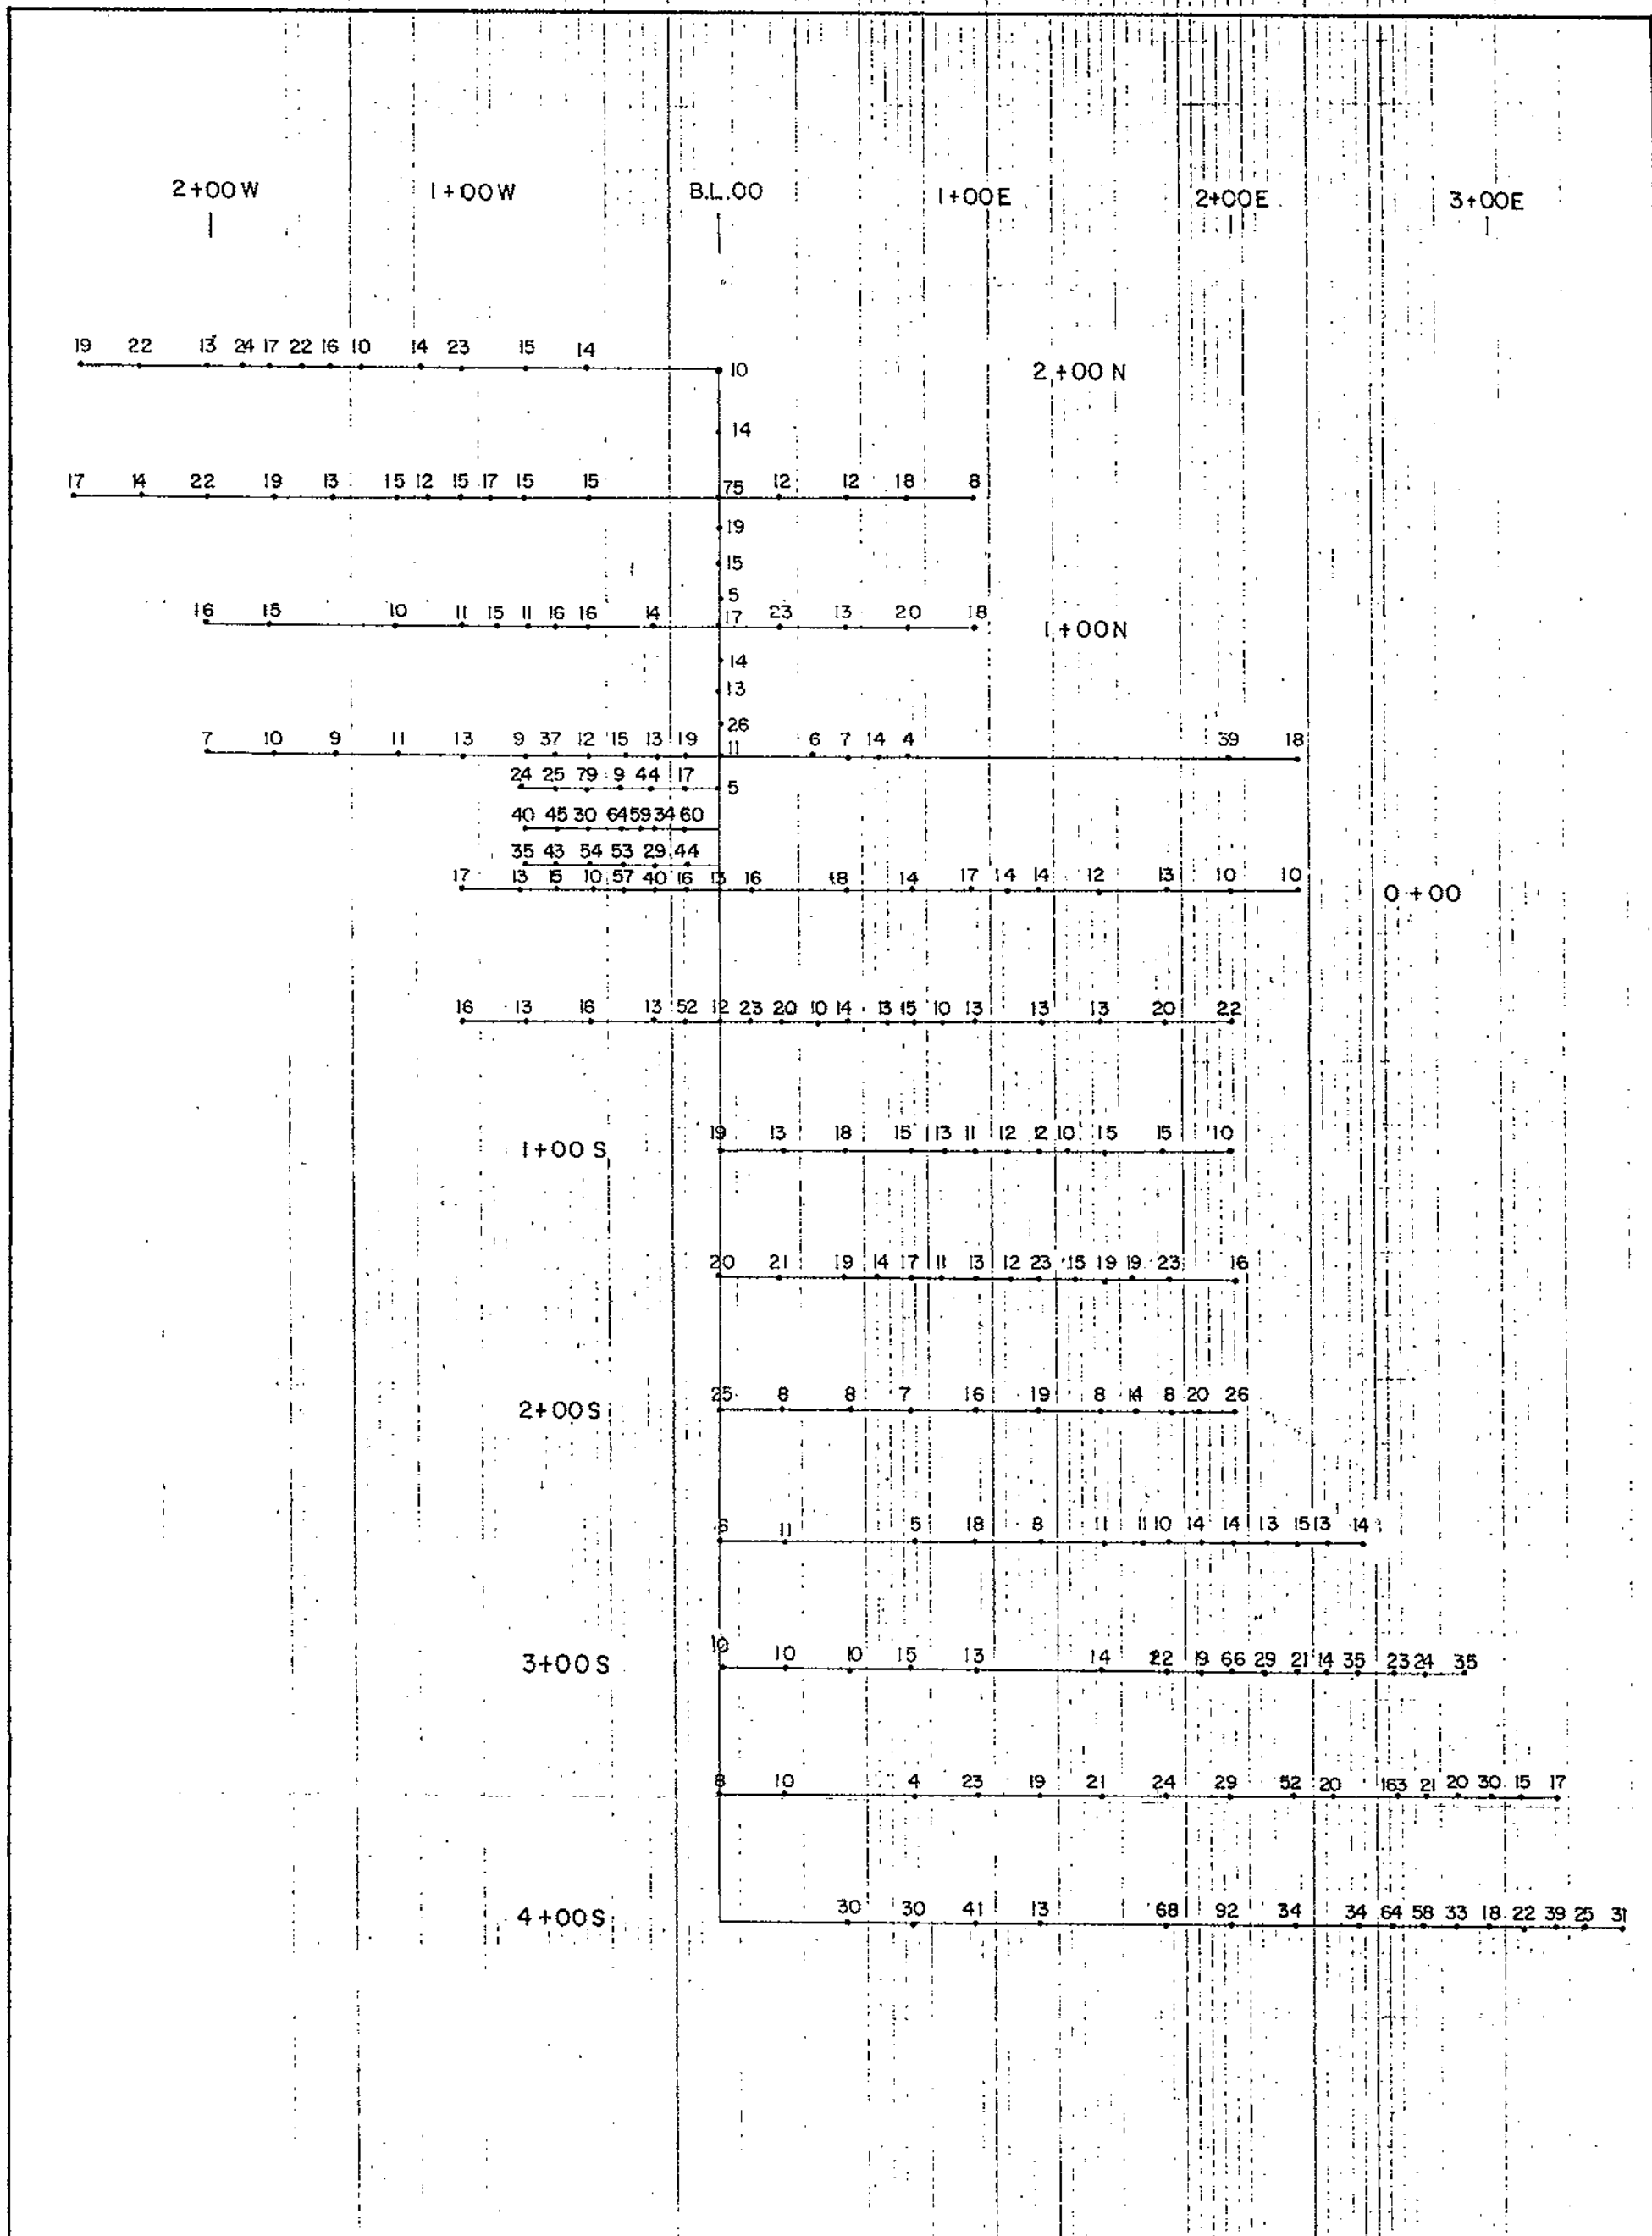 2+00W 1+00W B.L.00 1+00E 2+00E 3+00E
19 22 13 24 17 22 16 10 14 23 15 14 10 2+00N
14
17 14 22 19 13 15 12 15 17 15 15 75 12 12 18 8
19
15
5
16 15 10 11 15 11 16 16 14 17 23 13 20 18 1+00N
14
13
26
7 10 9 11 13 9 37 12 15 13 19 11 6 7 14 4 39 18
24 25 79 9 44 17 5
40 45 30 64 59 34 60
35 43 54 53 29 44
17 13 15 10 57 40 16 13 16 18 14 17 14 14 12 13 10 10 0+00
16 13 16 13 52 12 23 20 10 14 13 15 10 13 13 13 20 22
1+00S 19 13 18 15 13 11 12 12 10 15 15 10
20 21 19 14 17 11 13 12 23 15 19 19 23 16
2+00S 25 8 8 7 16 19 8 14 8 20 26
11 5 18 8 11 11 10 14 14 13 15 13 14
3+00S 10 10 10 15 13 14 22 19 66 29 21 14 35 23 24 35
8 10 4 23 19 21 24 29 52 20 163 21 20 30 15 17
4+00S 30 30 41 13 68 92 34 34 64 58 33 18 22 39 25 31